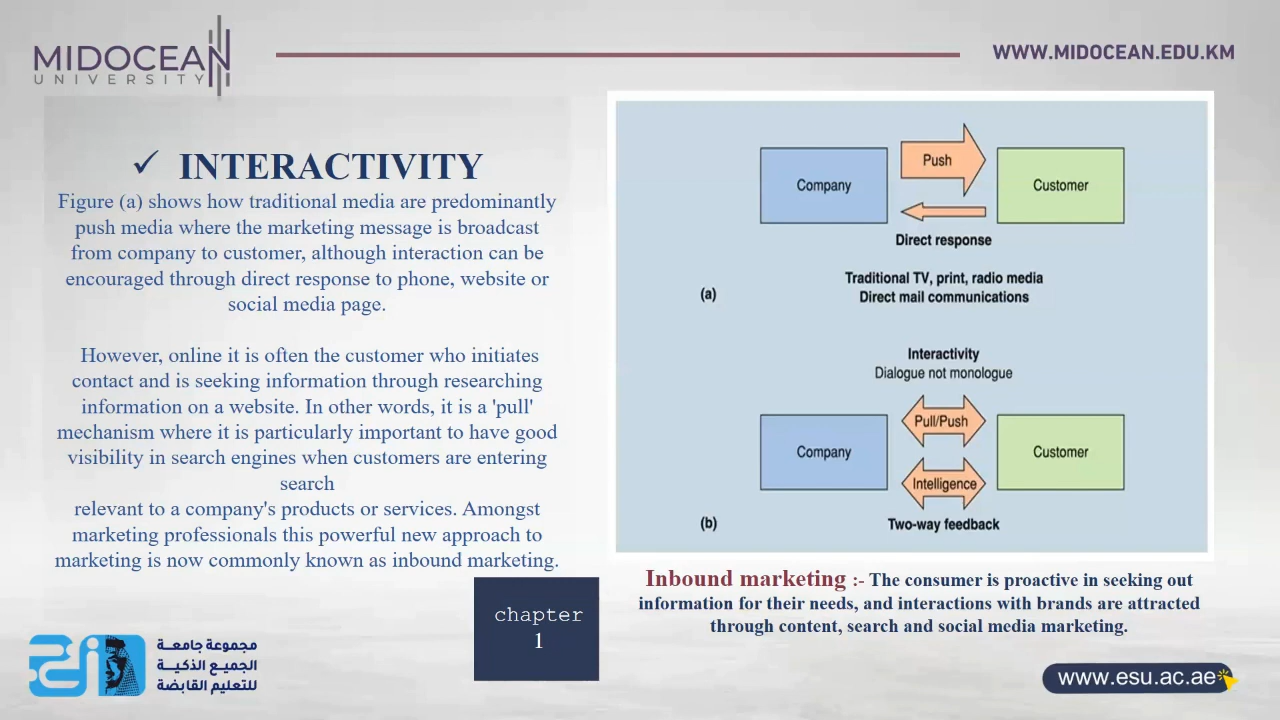 MIDOCEAN
UNIVERSITY
WWW.MIDOCEAN.EDU.KM
✓ INTERACTIVITY
Figure (a) shows how traditional media are predominantly
push media where the marketing message is broadcast
from company to customer, although interaction can be
encouraged through direct response to phone, website or
social media page.
However, online it is often the customer who initiates
contact and is seeking information through researching
information on a website. In other words, it is a 'pull'
mechanism where it is particularly important to have good
visibility in search engines when customers are entering
search
relevant to a company's products or services. Amongst
marketing professionals this powerful new approach to
marketing is now commonly known as inbound marketing.
Company
Push
Customer
Direct response
Traditional TV, print, radio media
Direct mail communications
(a)
Interactivity
Dialogue not monologue
Company
Pull/Push
Intelligence
Customer
Two-way feedback
(b)
Inbound marketing :- The consumer is proactive in seeking out
information for their needs, and interactions with brands are attracted
through content, search and social media marketing.
chapter
1
مجموعة جامعة
الجميع الذكية
للتعليم القابضة
www.esu.ac.ae